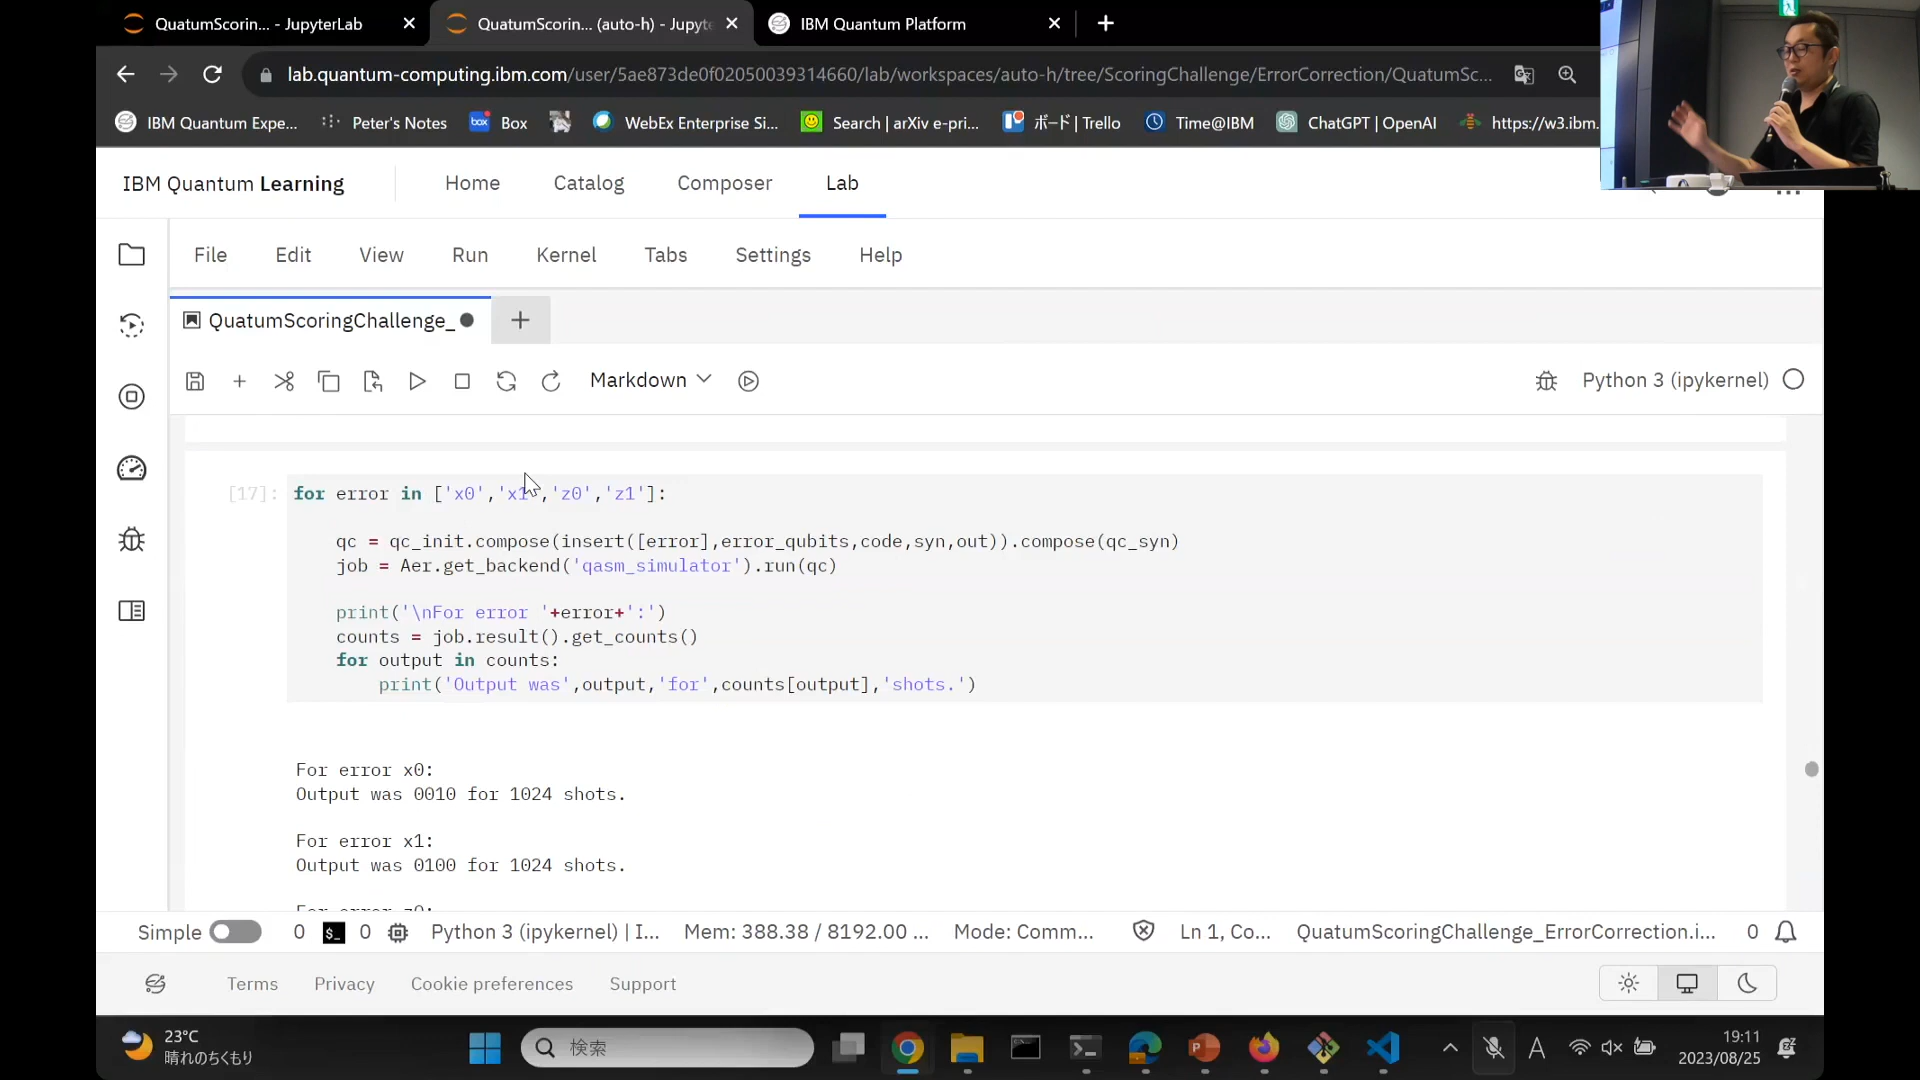 QuatumScorin... - JupyterLab
QuatumScorin... (auto-h) - Jupyte
IBM Quantum Platform
lab.quantum-computing.ibm.com/user/5ae873de0f02050039314660/lab/workspaces/auto-h/tree/ScoringChallenge/ErrorCorrection/QuatumSc...
IBM Quantum Expe...
Peter's Notes
box Box
WebEx Enterprise Si...
Search | arXiv e-pri...
ボード | Trello
Time@IBM
ChatGPT | OpenAI
https://w3.ibm.
IBM Quantum Learning
Home
Catalog
Composer
Lab
File
Edit
View
Run
Kernel
Tabs
Settings
Help
QuatumScoringChallenge_
Markdown
Python 3 (ipykernel)
[17]: for error in ['x0','x1','z0','z1']:
qc = qc_init.compose(insert([error],error_qubits,code,syn,out)).compose(qc_syn)
job = Aer.get_backend('qasm_simulator').run(qc)
print('\nFor error '+error+':')
counts = job.result().get_counts()
for output in counts:
print('Output was',output,'for',counts[output],'shots.')
For error x0:
Output was 0010 for 1024 shots.
For error x1:
Output was 0100 for 1024 shots.
For error z0:
Simple
0
$_
0
Python 3 (ipykernel) | I...
Mem: 388.38 / 8192.00 ...
Mode: Comm...
Ln 1, Co...
QuatumScoringChallenge_ErrorCorrection.i...
0
Terms
Privacy
Cookie preferences
Support
23°C
晴れのちくもり
検索
A
19:11
2023/08/25